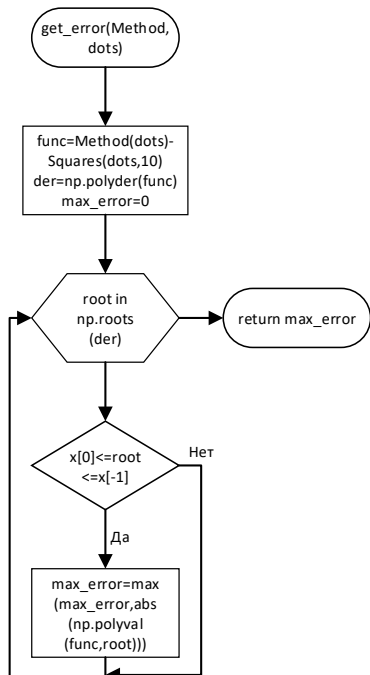 get_error(Method,
dots)
func=Method(dots)-
Squares(dots,10)
der=np.polyder(func)
max_error=0
root in
np.roots
(der)
return max_error
x[0]<=root
<=x[-1]
Нет
Да
max_error=max
(max_error,abs
(np.polyval
(func,root)))